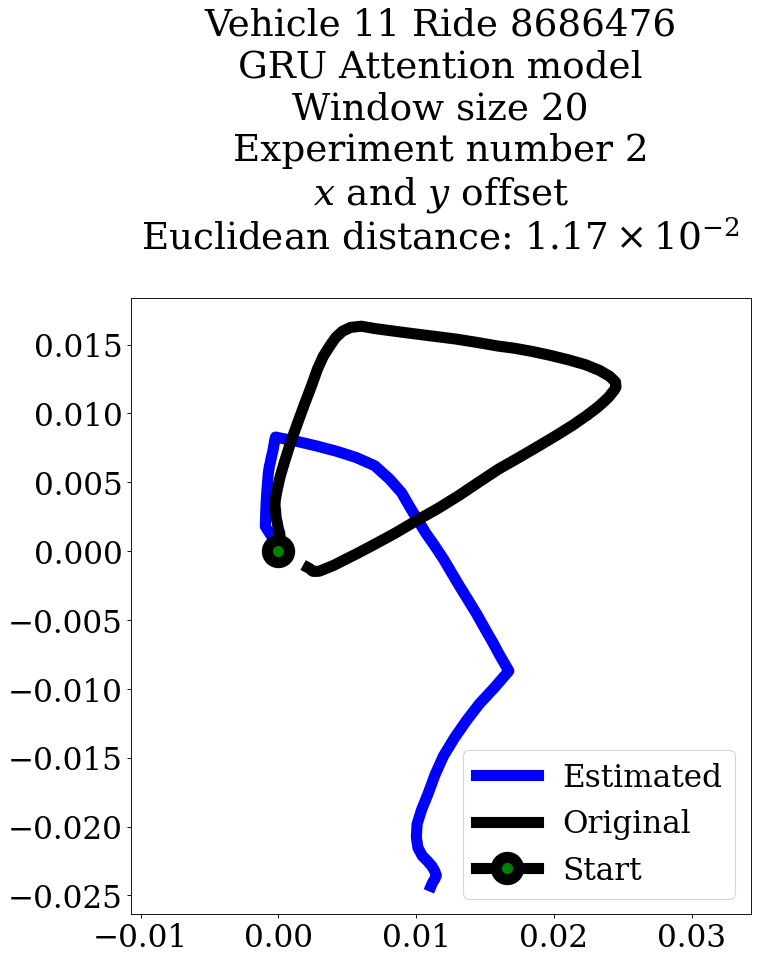 Vehicle 11 Ride 8686476
GRU Attention model
Window size 20
Experiment number 2
x and y offset
Euclidean distance: 1.17 × 10⁻²
0.015
0.010
0.005
0.000
−0.005
−0.010
−0.015
−0.020
−0.025
Estimated
Original
Start
−0.01 0.00 0.01 0.02 0.03